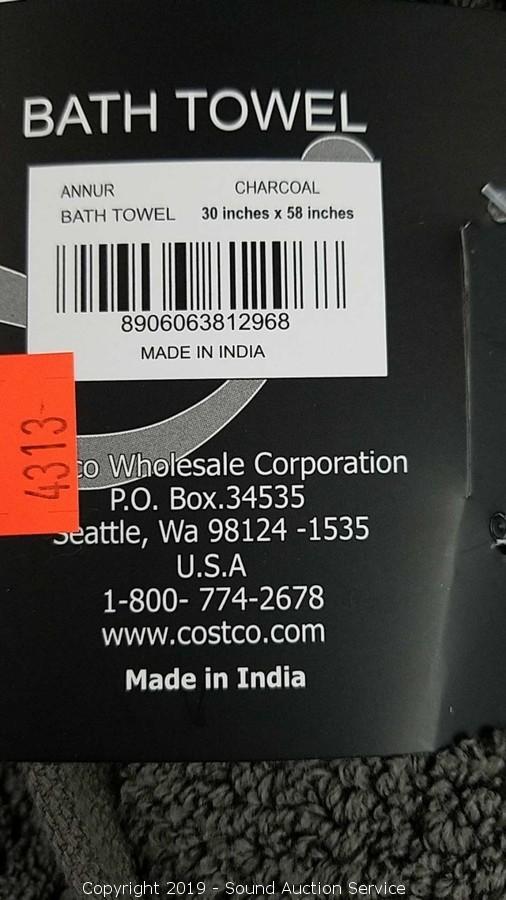 BATH TOWEL
ANNUR CHARCOAL
BATH TOWEL 30 inches x 58 inches
8906063812968
MADE IN INDIA
4313-
co Wholesale Corporation
P.O. Box.34535
Seattle, Wa 98124 -1535
U.S.A
1-800- 774-2678
www.costco.com
Made in India
Copyright 2019 - Sound Auction Service